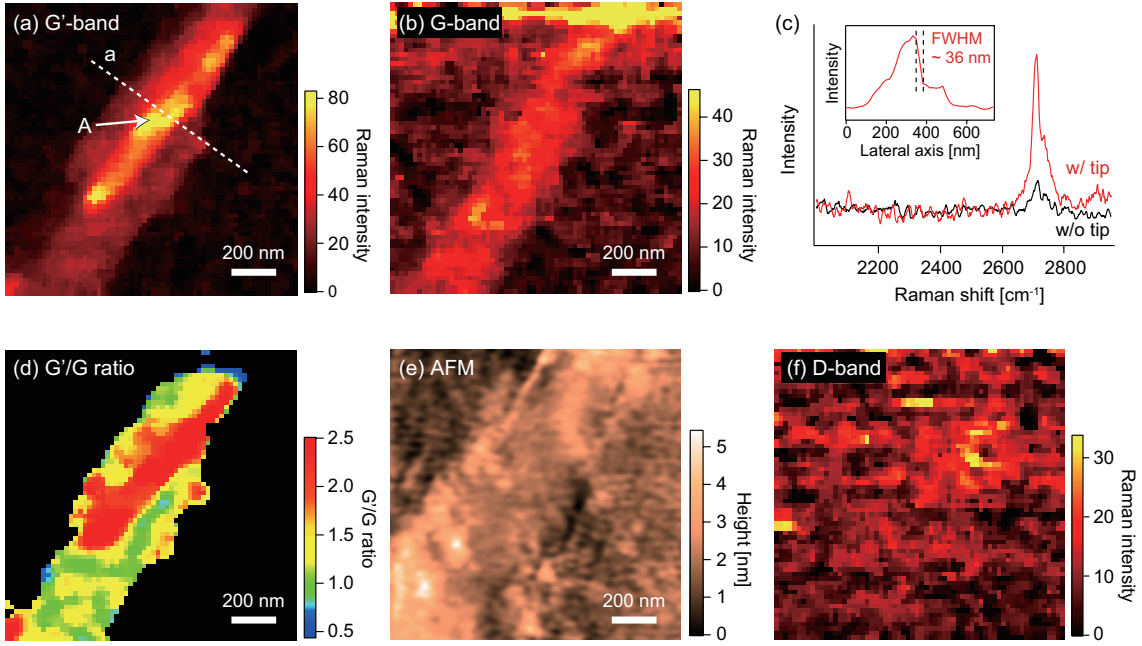 (a) G'-band
a
A
200 nm
80
60
40
20
0
Raman intensity
(b) G-band
200 nm
40
30
20
10
0
Raman intensity
(c)
Intensity
FWHM
~ 36 nm
0 200 400 600
Lateral axis [nm]
Intensity
w/ tip
w/o tip
2200 2400 2600 2800
Raman shift [cm⁻¹]
(d) G'/G ratio
200 nm
2.5
2.0
1.5
1.0
0.5
G'/G ratio
(e) AFM
200 nm
5
4
3
2
1
0
Height [nm]
(f) D-band
30
20
10
0
Raman intensity